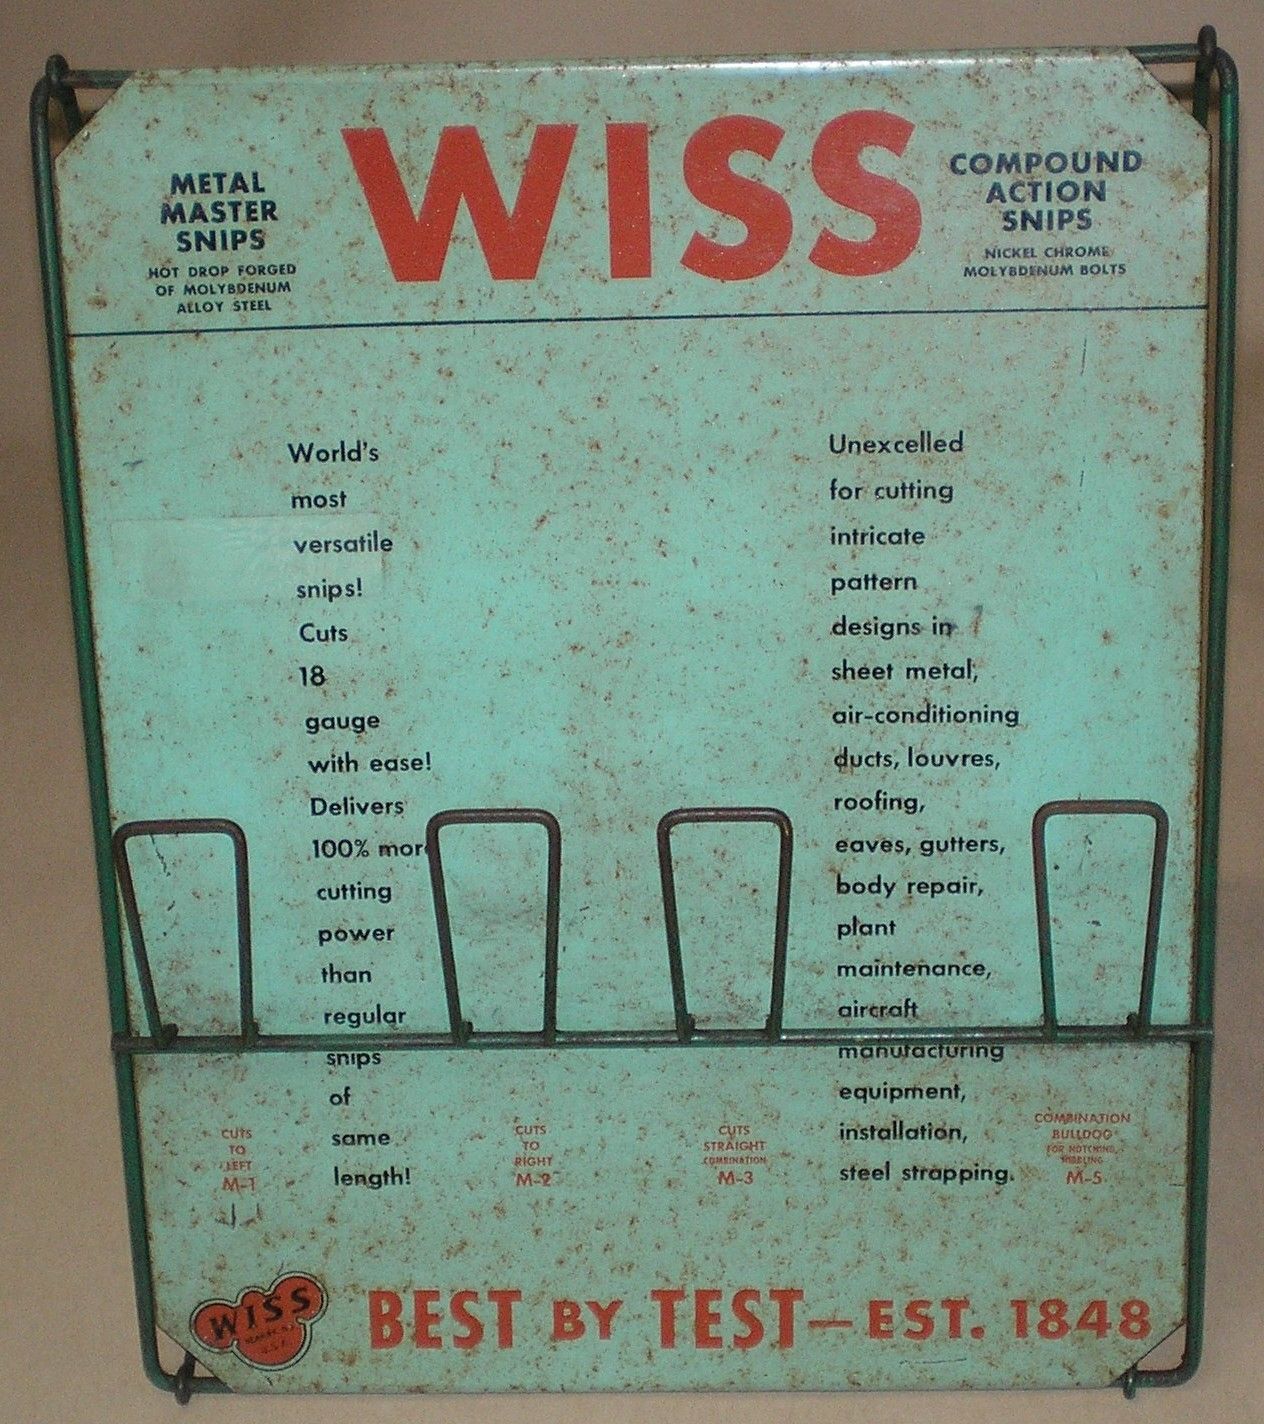 WISS
METAL
MASTER
SNIPS
HOT DROP FORGED
OF MOLYBDENUM
ALLOY STEEL
COMPOUND
ACTION
SNIPS
NICKEL CHROME
MOLYBDENUM BOLTS
World's
most
versatile
snips!
Cuts
18
gauge
with ease!
Delivers
100% more
cutting
power
than
regular
snips
of
same
length!
Unexcelled
for cutting
intricate
pattern
designs in
sheet metal,
air-conditioning
ducts, louvres,
roofing,
eaves, gutters,
body repair,
plant
maintenance,
aircraft
manufacturing
equipment,
installation,
steel strapping.
CUTS
TO
LEFT
M-1
CUTS
TO
RIGHT
M-2
CUTS
STRAIGHT
COMBINATION
M-3
COMBINATION
BULLDOG
FOR NOTCHING,
NIBBLING
M-5
WISS
NEWARK, N.J.
U.S.A.
BEST BY TEST—EST. 1848